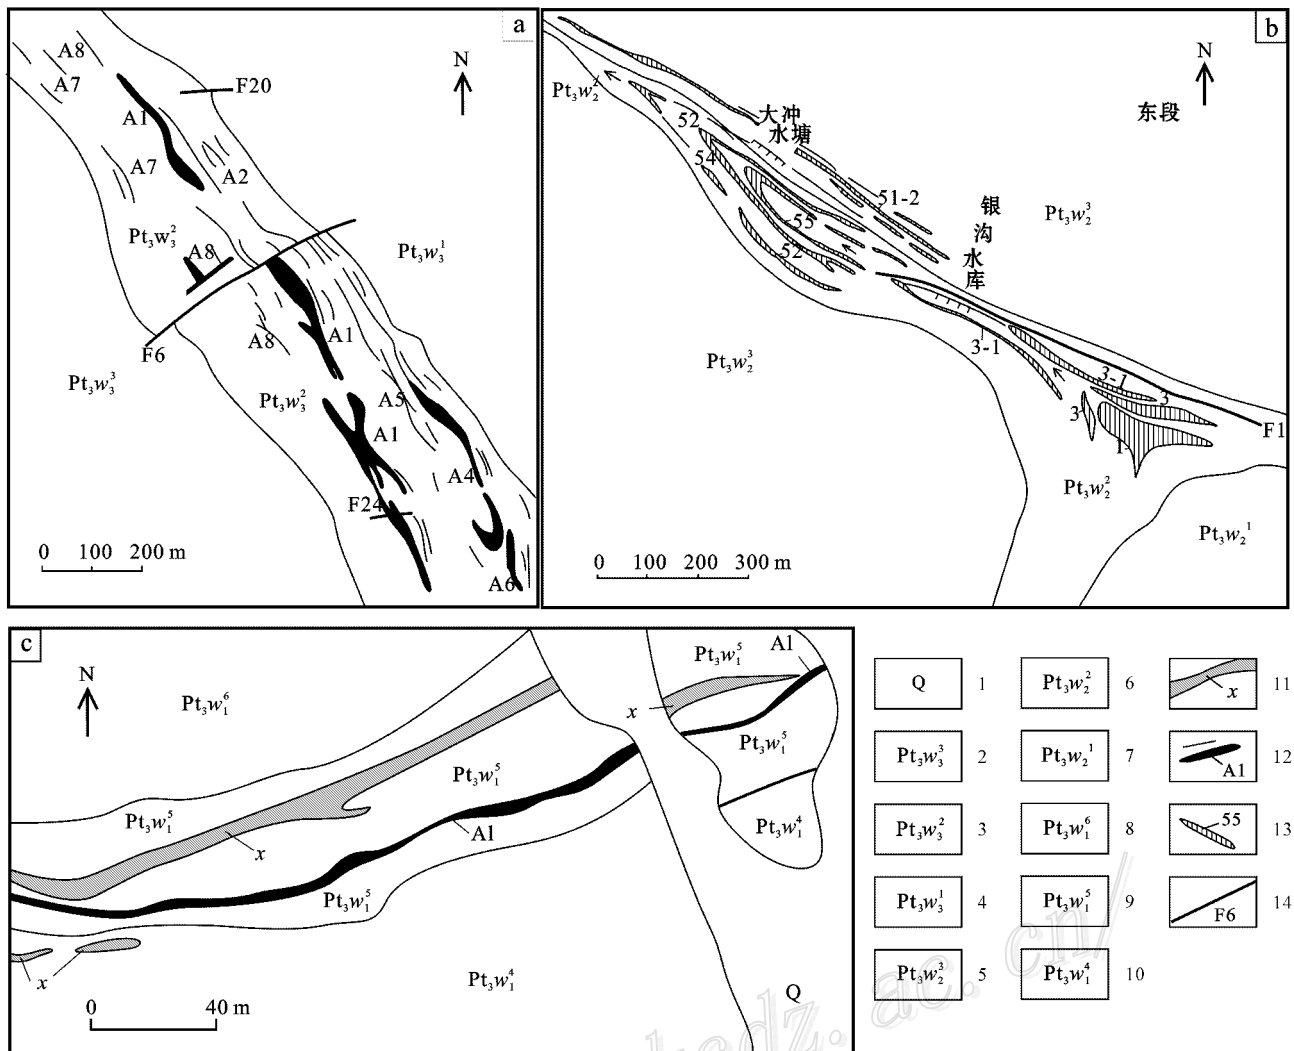 a
A8
N
A7
F20
A1
A7
A2
Pt₃w₃²
A8
Pt₃w₃¹
F6
A8
A1
Pt₃w₃³
Pt₃w₃²
A5
A1
A4
F24
A6
0 100 200 m
b
N
Pt₃w₂²
东段
大冲
水塘
52
54
51-2
银沟水库
Pt₃w₂³
55
52
3-1
Pt₃w₂³
3-1
3
3
F1
1
Pt₃w₂²
Pt₃w₂¹
0 100 200 300 m
c
N
Pt₃w₁⁶
Pt₃w₁⁵
A1
x
Pt₃w₁⁵
Pt₃w₁⁵
Pt₃w₁⁵
x
A1
Pt₃w₁⁴
Pt₃w₁⁵
x
Pt₃w₁⁴
Q
0 40 m
Q 1
Pt₃w₃³ 2
Pt₃w₃² 3
Pt₃w₃¹ 4
Pt₃w₂³ 5
Pt₃w₂² 6
Pt₃w₂¹ 7
Pt₃w₁⁶ 8
Pt₃w₁⁵ 9
Pt₃w₁⁴ 10
x 11
A1 12
55 13
F6 14